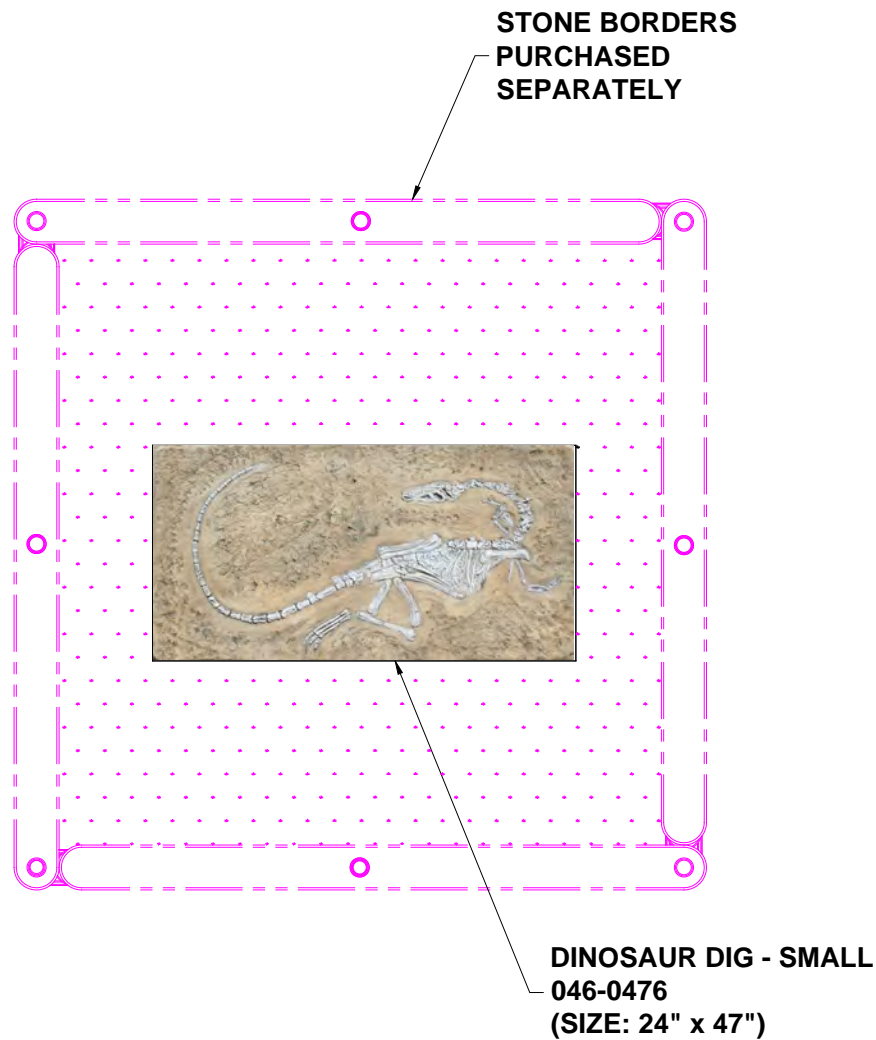 STONE BORDERS
PURCHASED
SEPARATELY
DINOSAUR DIG - SMALL
046-0476
(SIZE: 24" x 47")